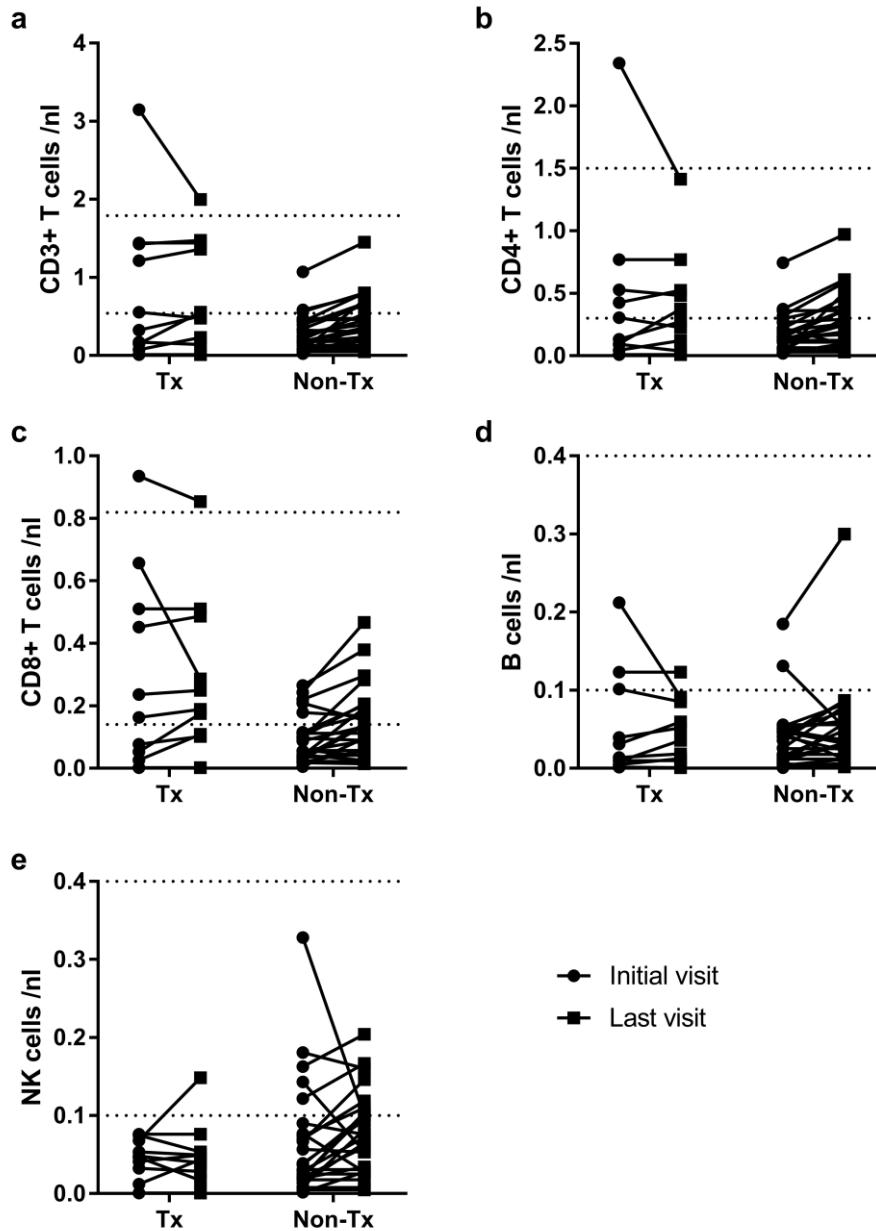 a
CD3+ T cells /nl
4
3
2
1
0
Tx Non-Tx
b
CD4+ T cells /nl
2.5
2.0
1.5
1.0
0.5
0.0
Tx Non-Tx
c
CD8+ T cells /nl
1.0
0.8
0.6
0.4
0.2
0.0
Tx Non-Tx
d
B cells /nl
0.4
0.3
0.2
0.1
0.0
Tx Non-Tx
e
NK cells /nl
0.4
0.3
0.2
0.1
0.0
Tx Non-Tx
Initial visit
Last visit